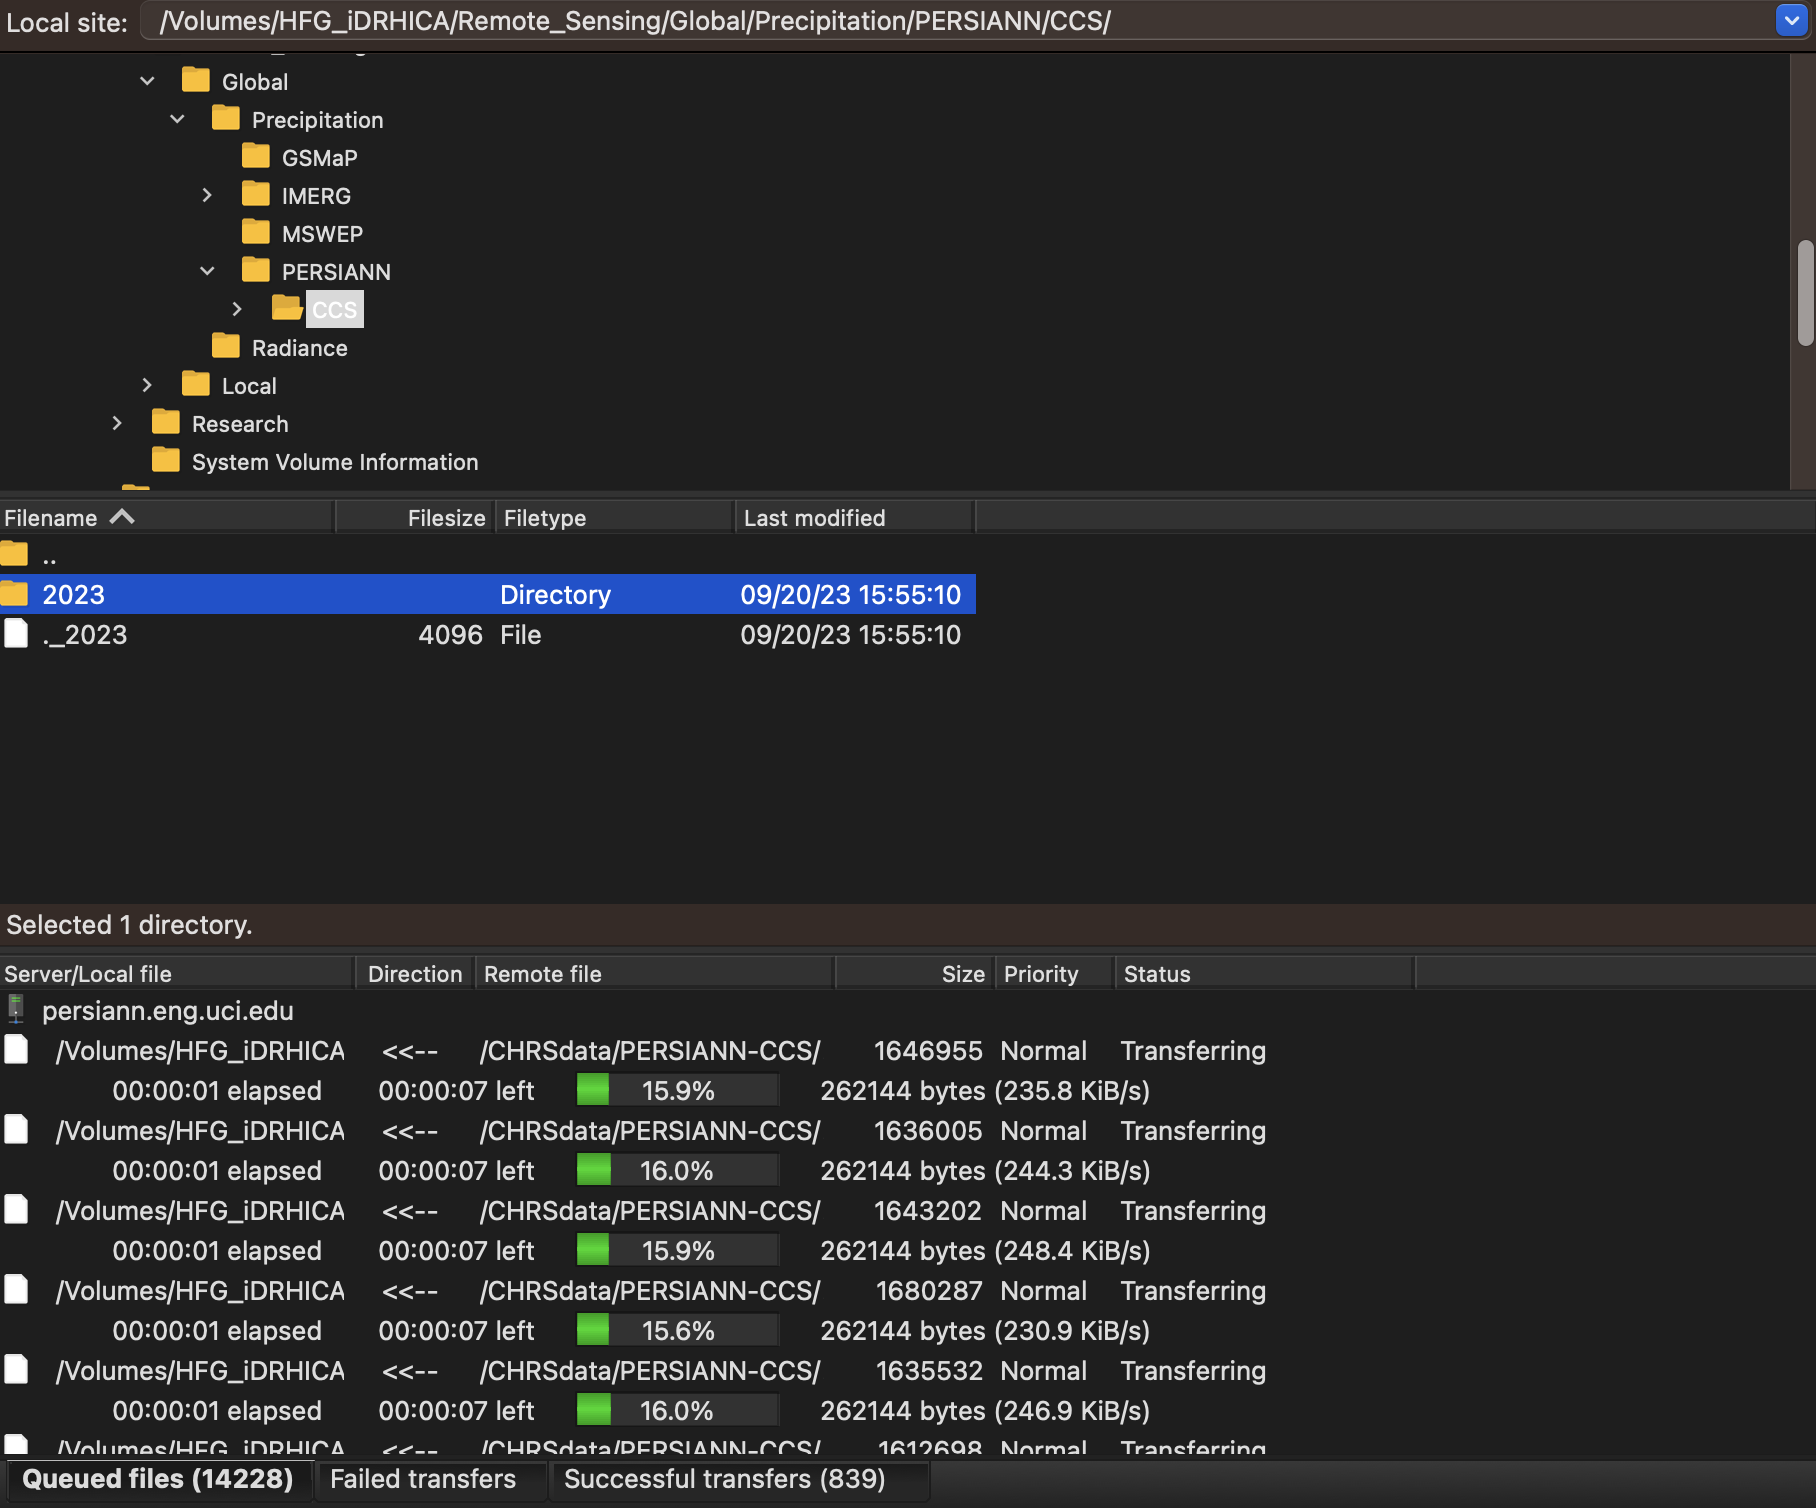 Local site: /Volumes/HFG_iDRHICA/Remote_Sensing/Global/Precipitation/PERSIANN/CCS/
Global
Precipitation
GSMaP
IMERG
MSWEP
PERSIANN
CCS
Radiance
Local
Research
System Volume Information
Filename Filesize Filetype Last modified
..
2023 Directory 09/20/23 15:55:10
._2023 4096 File 09/20/23 15:55:10
Selected 1 directory.
Server/Local file Direction Remote file Size Priority Status
persiann.eng.uci.edu
/Volumes/HFG_iDRHICA <<-- /CHRSdata/PERSIANN-CCS/ 1646955 Normal Transferring
00:00:01 elapsed 00:00:07 left 15.9% 262144 bytes (235.8 KiB/s)
/Volumes/HFG_iDRHICA <<-- /CHRSdata/PERSIANN-CCS/ 1636005 Normal Transferring
00:00:01 elapsed 00:00:07 left 16.0% 262144 bytes (244.3 KiB/s)
/Volumes/HFG_iDRHICA <<-- /CHRSdata/PERSIANN-CCS/ 1643202 Normal Transferring
00:00:01 elapsed 00:00:07 left 15.9% 262144 bytes (248.4 KiB/s)
/Volumes/HFG_iDRHICA <<-- /CHRSdata/PERSIANN-CCS/ 1680287 Normal Transferring
00:00:01 elapsed 00:00:07 left 15.6% 262144 bytes (230.9 KiB/s)
/Volumes/HFG_iDRHICA <<-- /CHRSdata/PERSIANN-CCS/ 1635532 Normal Transferring
00:00:01 elapsed 00:00:07 left 16.0% 262144 bytes (246.9 KiB/s)
/Volumes/HFG_iDRHICA <<-- /CHRSdata/PERSIANN-CCS/ 1612698 Normal Transferring
Queued files (14228) Failed transfers Successful transfers (839)